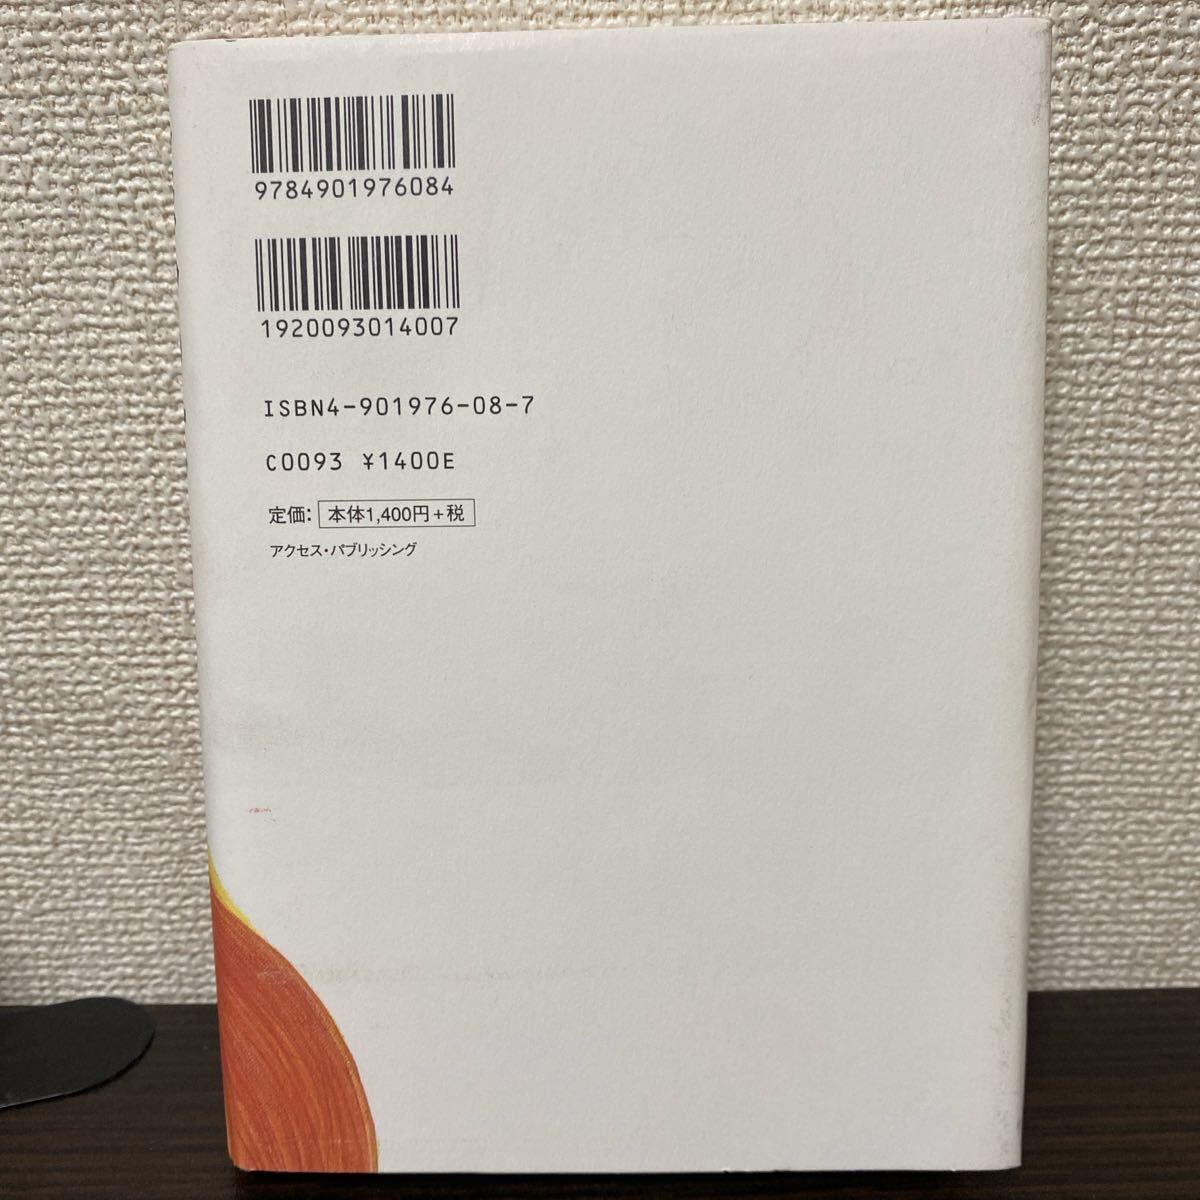 9784901976084
1920093014007
ISBN4-901976-08-7
C0093 ¥1400E
定価: 本体1,400円+税
アクセス・パブリッシング